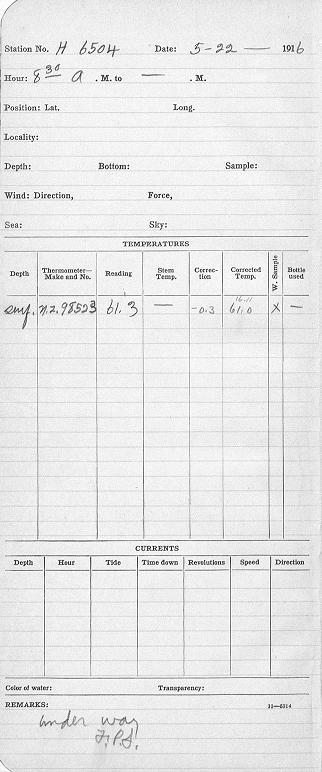 Station No. H 6504 Date: 5-22 — 1916
Hour: 8 30 a . M. to — . M.
Position: Lat. Long.
Locality:
Depth: Bottom: Sample:
Wind: Direction, Force,
Sea: Sky:
TEMPERATURES
Depth Thermometer—Make and No. Reading Stem Temp. Correction Corrected Temp. W. Sample Bottle used
16.11
surf. N.Z. 98523 61.3 — -0.3 61.0 X —
CURRENTS
Depth Hour Tide Time down Revolutions Speed Direction
Color of water: Transparency:
REMARKS: 11—6214
under way
F.P.S.